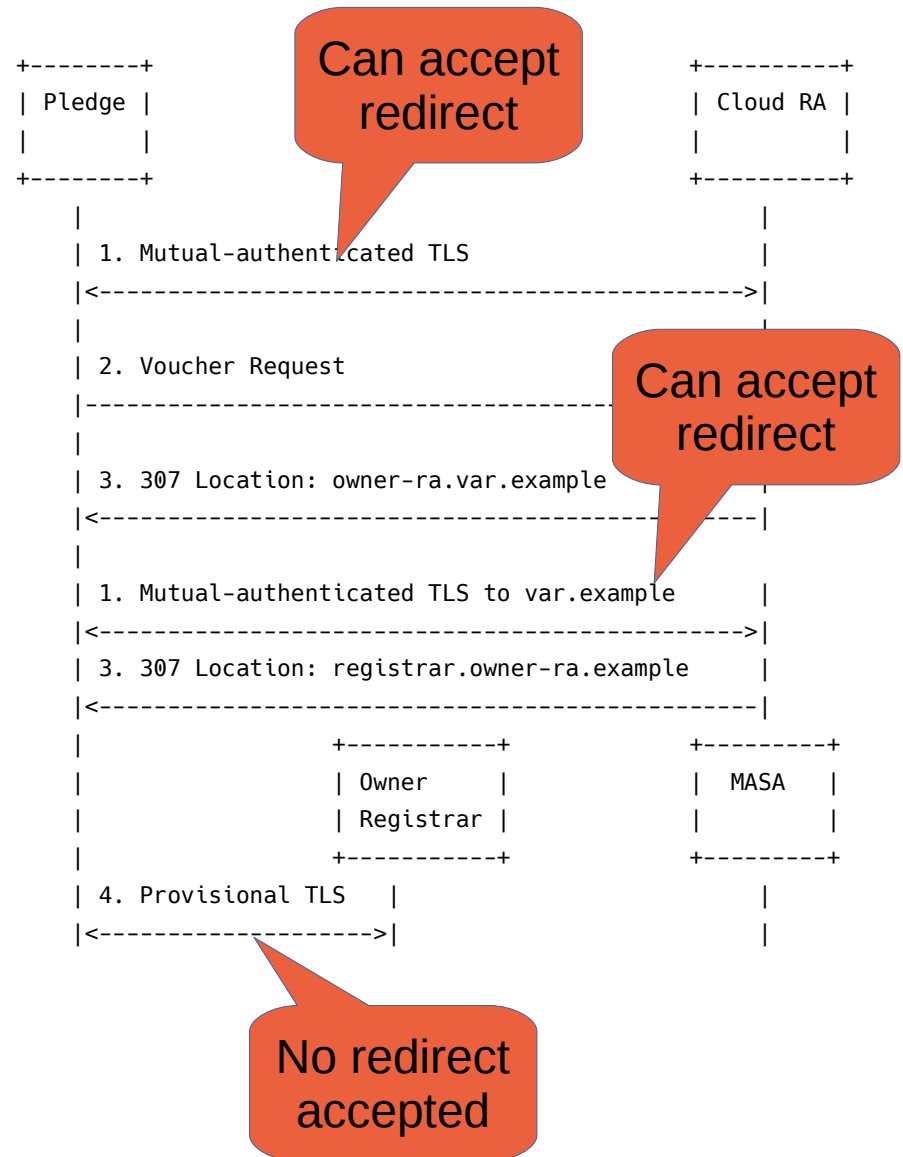 Can accept
redirect
+--------+ +----------+
| Pledge | | Cloud RA |
| | | |
+--------+ +----------+
| |
| 1. Mutual-authenticated TLS |
|<----------------------------------------------->|
| |
| 2. Voucher Request
Can accept
redirect
|---------------------------------------
|
| 3. 307 Location: owner-ra.var.example |
|<------------------------------------------------|
|
| 1. Mutual-authenticated TLS to var.example |
|<----------------------------------------------->|
| 3. 307 Location: registrar.owner-ra.example |
|<------------------------------------------------|
| +-----------+ +---------+
| | Owner | | MASA |
| | Registrar | | |
| +-----------+ +---------+
| 4. Provisional TLS | |
|<-------------------->| |
No redirect
accepted